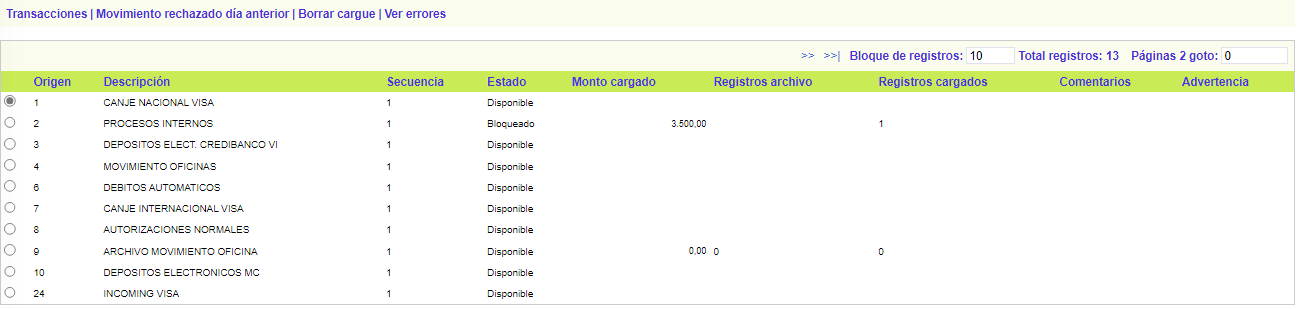 Transacciones | Movimiento rechazado día anterior | Borrar cargue | Ver errores
>> >>| Bloque de registros: 10 Total registros: 13 Páginas 2 goto: 0
Origen Descripción Secuencia Estado Monto cargado Registros archivo Registros cargados Comentarios Advertencia
1 CANJE NACIONAL VISA 1 Disponible
2 PROCESOS INTERNOS 1 Bloqueado 3.500,00 1
3 DEPOSITOS ELECT. CREDIBANCO VI 1 Disponible
4 MOVIMIENTO OFICINAS 1 Disponible
6 DEBITOS AUTOMATICOS 1 Disponible
7 CANJE INTERNACIONAL VISA 1 Disponible
8 AUTORIZACIONES NORMALES 1 Disponible
9 ARCHIVO MOVIMIENTO OFICINA 1 Disponible 0,00 0 0
10 DEPOSITOS ELECTRONICOS MC 1 Disponible
24 INCOMING VISA 1 Disponible